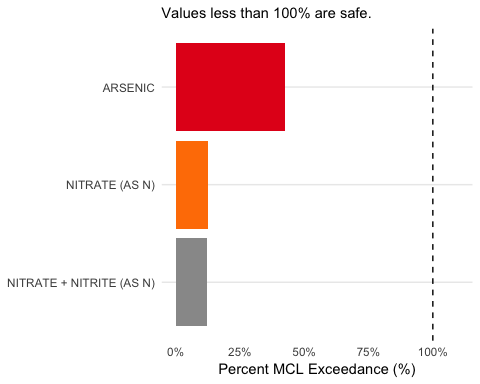 Values less than 100% are safe.
ARSENIC
NITRATE (AS N)
NITRATE + NITRITE (AS N)
0% 25% 50% 75% 100%
Percent MCL Exceedance (%)